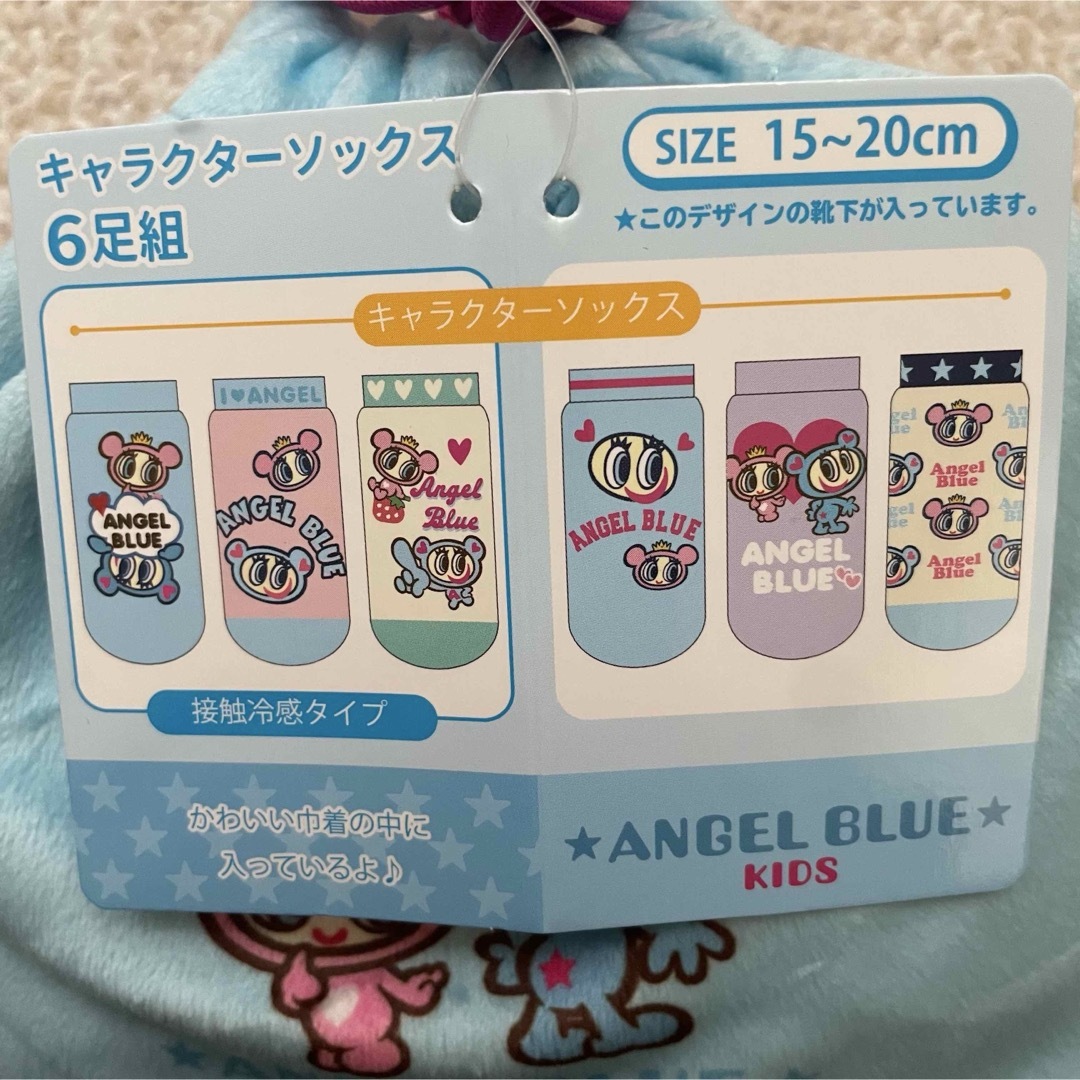 キャラクターソックス
6足組
SIZE 15~20cm
★このデザインの靴下が入っています。
キャラクターソックス
ANGEL
BLUE
I♥ANGEL
ANGEL BLUE
Angel
Blue
ANGEL BLUE
ANGEL
BLUE
Angel
Blue
Angel
Blue
接触冷感タイプ
かわいい巾着の中に
入っているよ♪
★ANGEL BLUE★
KIDS